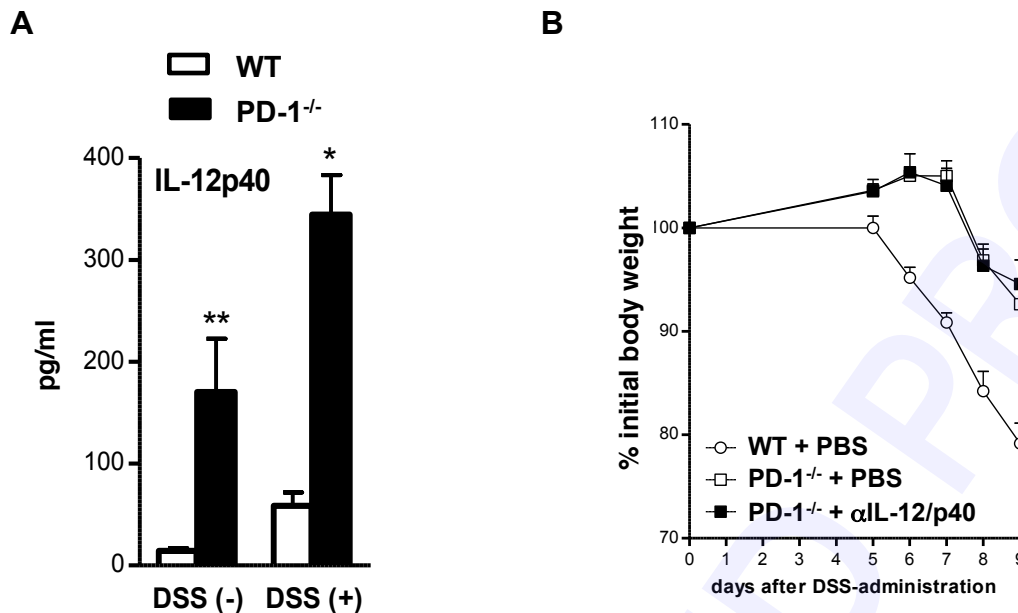 A
WT
PD-1-/-
IL-12p40
*
**
400
300
200
100
0
pg/ml
DSS (-) DSS (+)
B
110
100
90
80
70
% initial body weight
WT + PBS
PD-1-/- + PBS
PD-1-/- + αIL-12/p40
0 1 2 3 4 5 6 7 8 9
days after DSS-administration